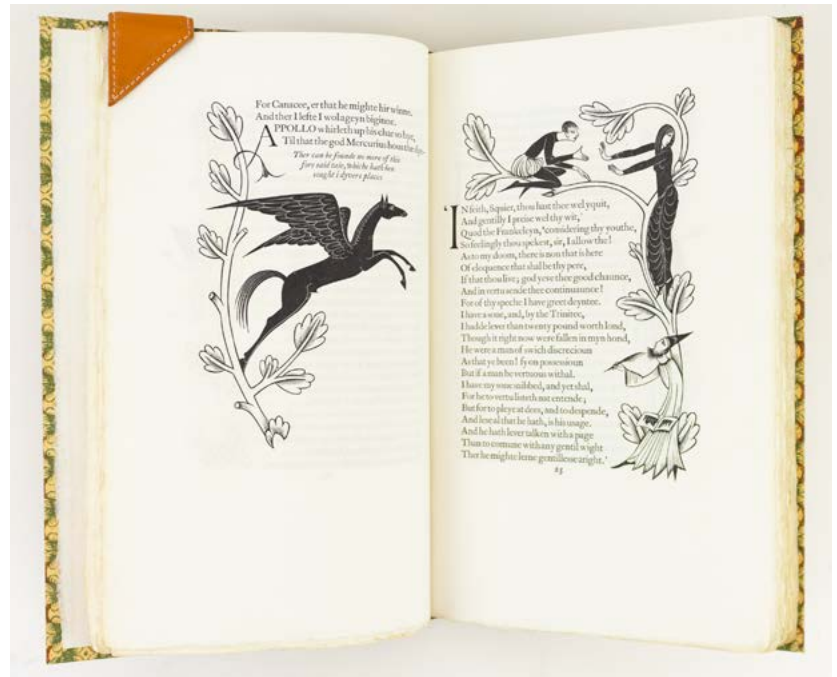 For Canacee, er that he mighte hir winne.
And ther I lefte I wol ageyn biginne.
APPOLLO whirleth up his char so hye,
Til that the god Mercurius hous the slye-
Ther can be founde no more of this
fore said tale, whiche hath ben
sought i dyvers places
'IN feith, Squier, thou hast thee wel yquit,
And gentilly I preise wel thy wit,'
Quod the Frankeleyn, 'considering thy youthe,
So feelingly thou spekest, sir, I allow the!
As to my doom, there is non that is here
Of eloquence that shal be thy pere,
If that thou live; god yeve thee good chaunce,
And in vertu sende thee continuaunce!
For of thy speche I have greet deyntee.
I have a sone, and, by the Trinitee,
I hadde lever than twenty pound worth lond,
Though it right now were fallen in myn hond,
He were a man of swich discrecioun
As that ye been! fy on possessioun
But if a man be vertuous withal.
I have my sone snibbed, and yet shal,
For he to vertu listeth nat entende;
But for to pleye at dees, and to despende,
And lese al that he hath, is his usage.
And he hath lever talken with a page
Than to comune with any gentil wight
Ther he mighte lerne gentillesse aright.'